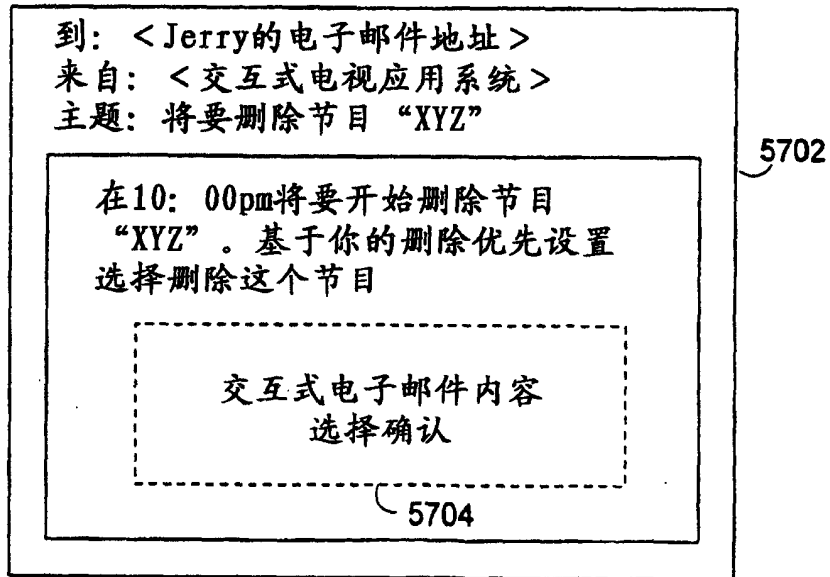 到：＜Jerry的电子邮件地址＞
来自：＜交互式电视应用系统＞
主题：将要删除节目“XYZ”
5702
在10：00pm将要开始删除节目
“XYZ”。基于你的删除优先设置
选择删除这个节目
交互式电子邮件内容
选择确认
5704